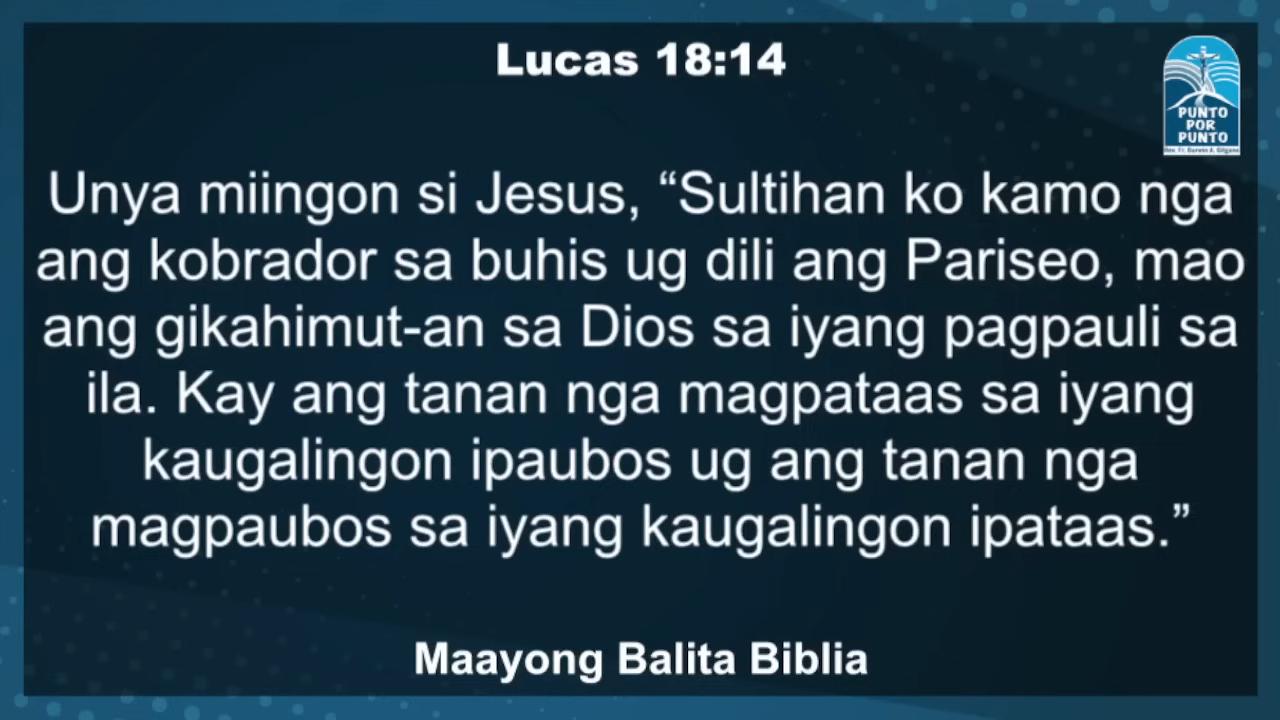 Lucas 18:14
PUNTO
POR
PUNTO
Unya miingon si Jesus, “Sultihan ko kamo nga
ang kobrador sa buhis ug dili ang Pariseo, mao
ang gikahimut-an sa Dios sa iyang pagpauli sa
ila. Kay ang tanan nga magpataas sa iyang
kaugalingon ipaubos ug ang tanan nga
magpaubos sa iyang kaugalingon ipataas.”
Maayong Balita Biblia